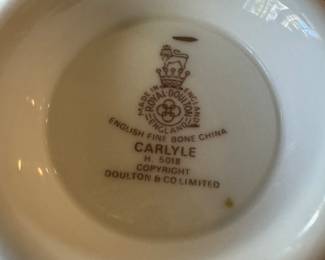 MADE IN ENGLAND
ROYAL DOULTON
ENGLAND
ENGLISH FINE BONE CHINA
CARLYLE
H. 5018
COPYRIGHT
DOULTON & CO LIMITED